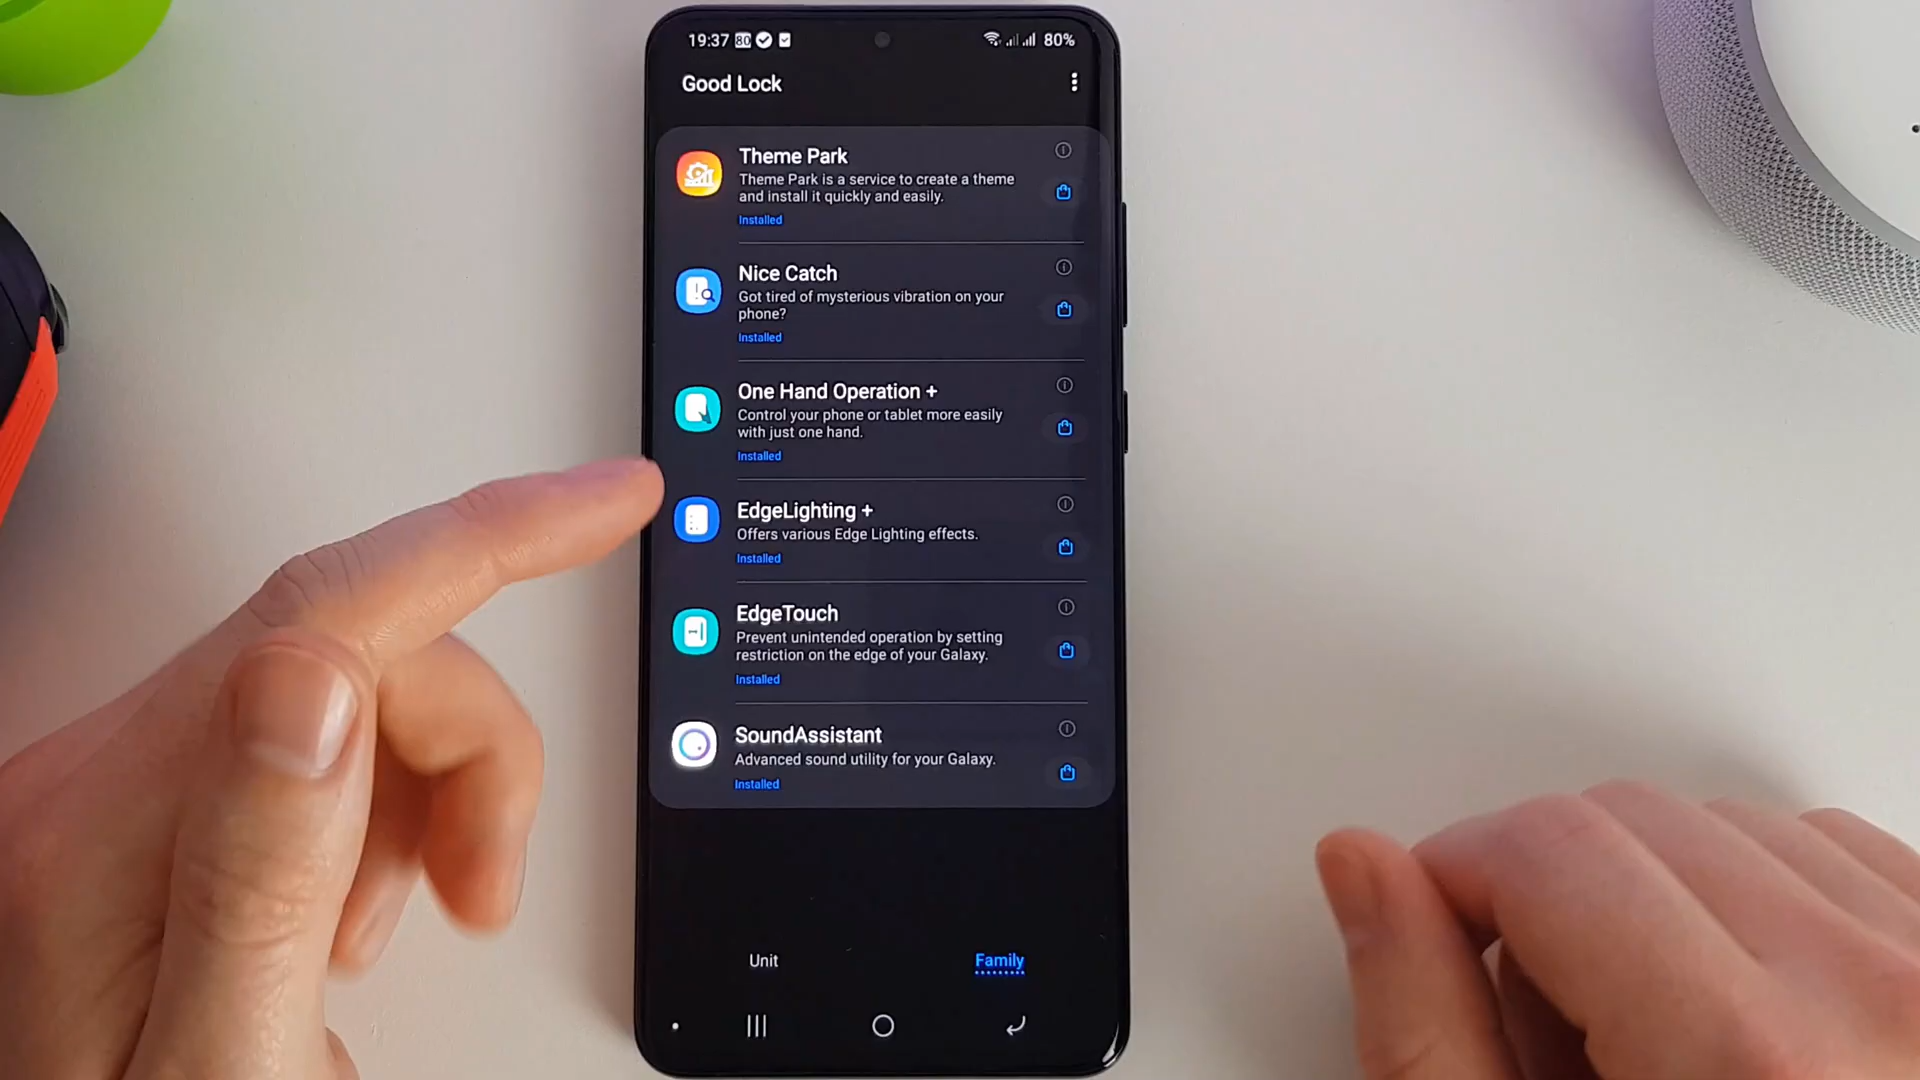 19:37 80 80%
Good Lock
Theme Park
Theme Park is a service to create a theme
and install it quickly and easily.
Installed
Nice Catch
Got tired of mysterious vibration on your
phone?
Installed
One Hand Operation +
Control your phone or tablet more easily
with just one hand.
Installed
EdgeLighting +
Offers various Edge Lighting effects.
Installed
EdgeTouch
Prevent unintended operation by setting
restriction on the edge of your Galaxy.
Installed
SoundAssistant
Advanced sound utility for your Galaxy.
Installed
Unit Family